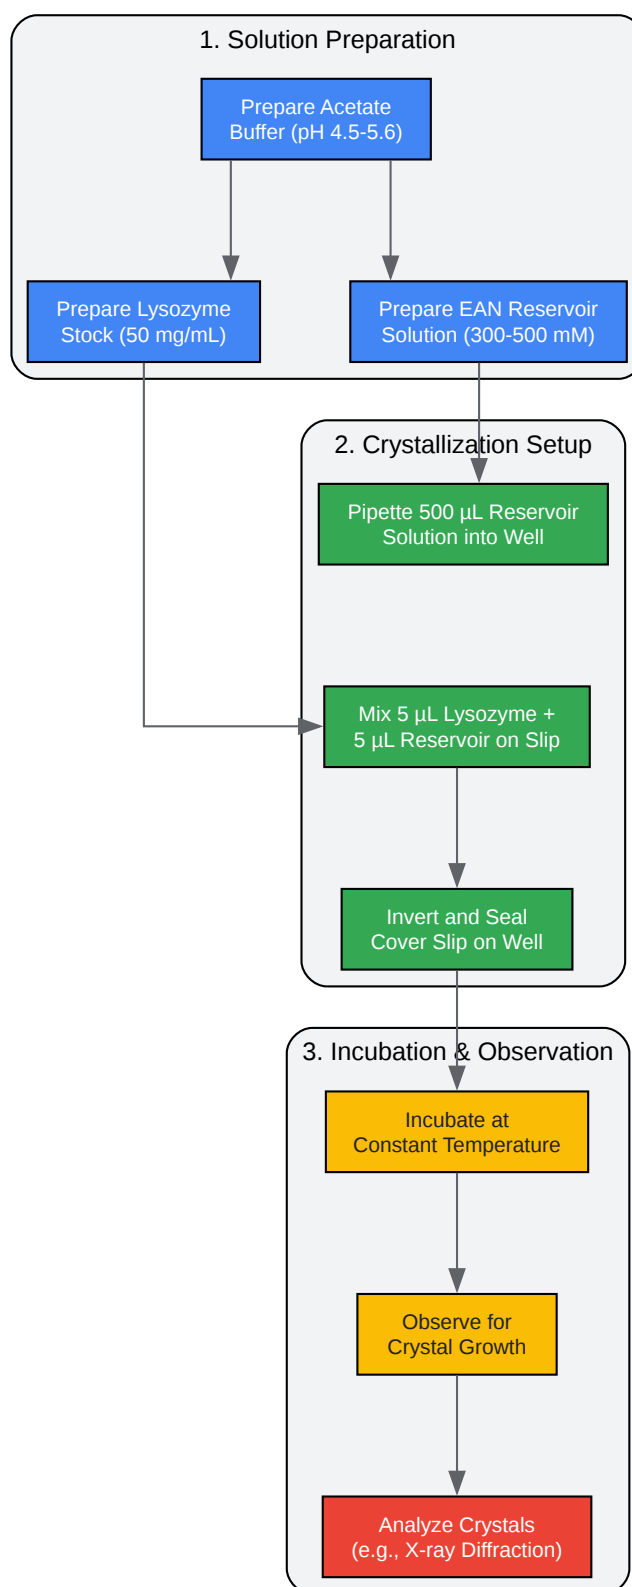 1. Solution Preparation
Prepare Acetate
Buffer (pH 4.5-5.6)
Prepare Lysozyme
Stock (50 mg/mL)
Prepare EAN Reservoir
Solution (300-500 mM)
2. Crystallization Setup
Pipette 500 µL Reservoir
Solution into Well
Mix 5 µL Lysozyme +
5 µL Reservoir on Slip
Invert and Seal
Cover Slip on Well
3. Incubation & Observation
Incubate at
Constant Temperature
Observe for
Crystal Growth
Analyze Crystals
(e.g., X-ray Diffraction)